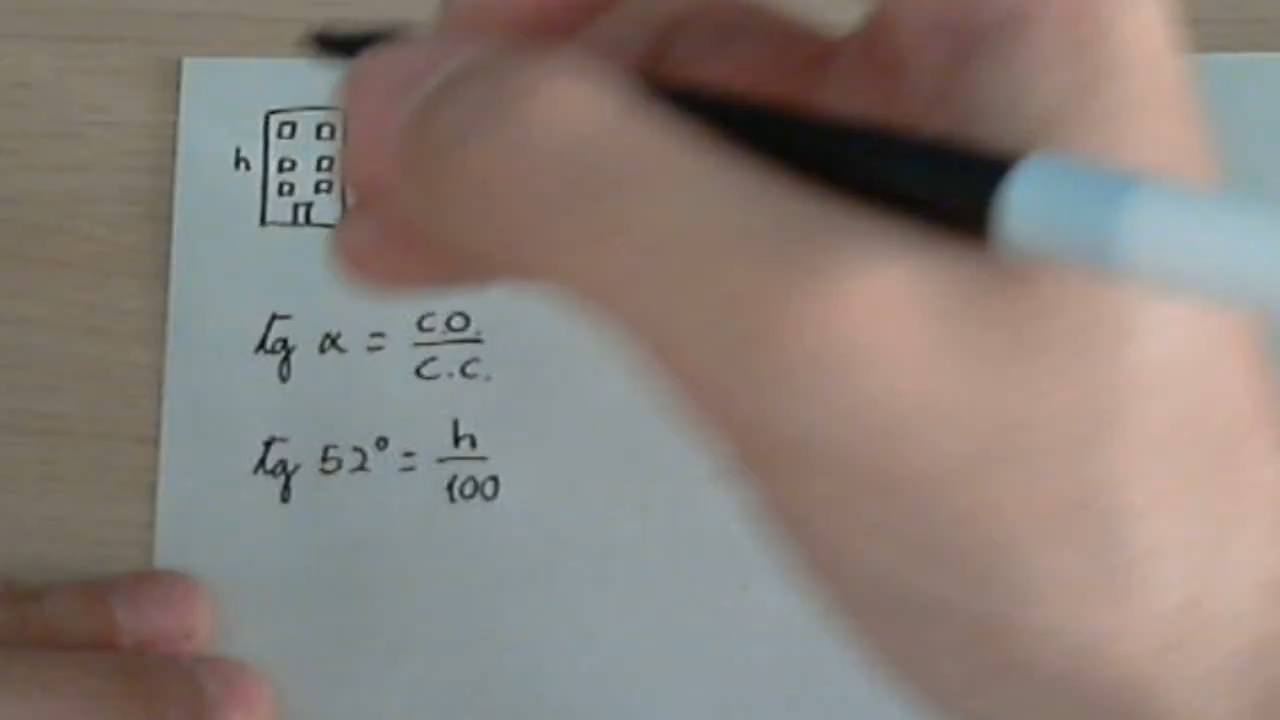 h
tg α = c.o. / c.c.
tg 52° = h / 100